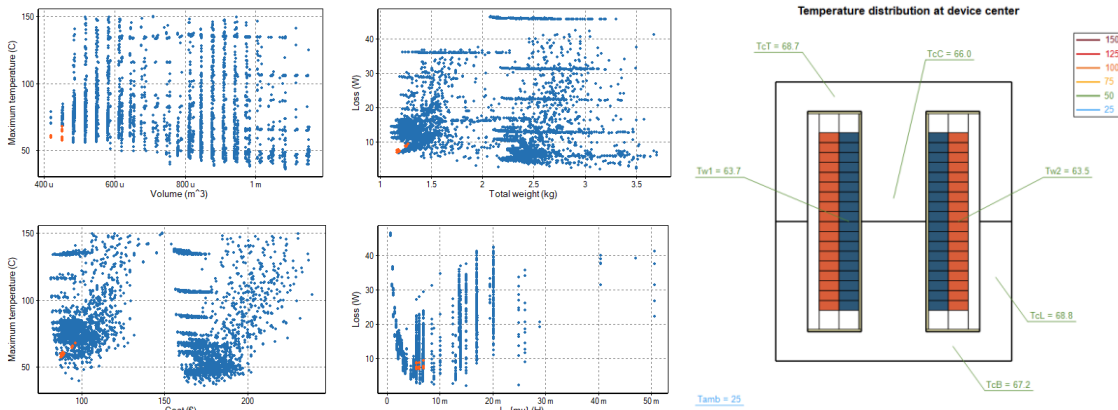 150
100
50
Maximum temperature (C)
400 u
600 u
800 u
1 m
Volume (m^3)
40
30
20
10
Loss (W)
1
1.5
2
2.5
3
3.5
Total weight (kg)
150
100
50
Maximum temperature (C)
100
200
Cost ($)
40
30
20
10
Loss (W)
0
10 m
20 m
30 m
40 m
50 m
[mu] (H)
Temperature distribution at device center
150
125
100
75
50
25
TcT = 68.7
TcC = 66.0
Tw1 = 63.7
Tw2 = 63.5
TcL = 68.8
TcB = 67.2
Tamb = 25